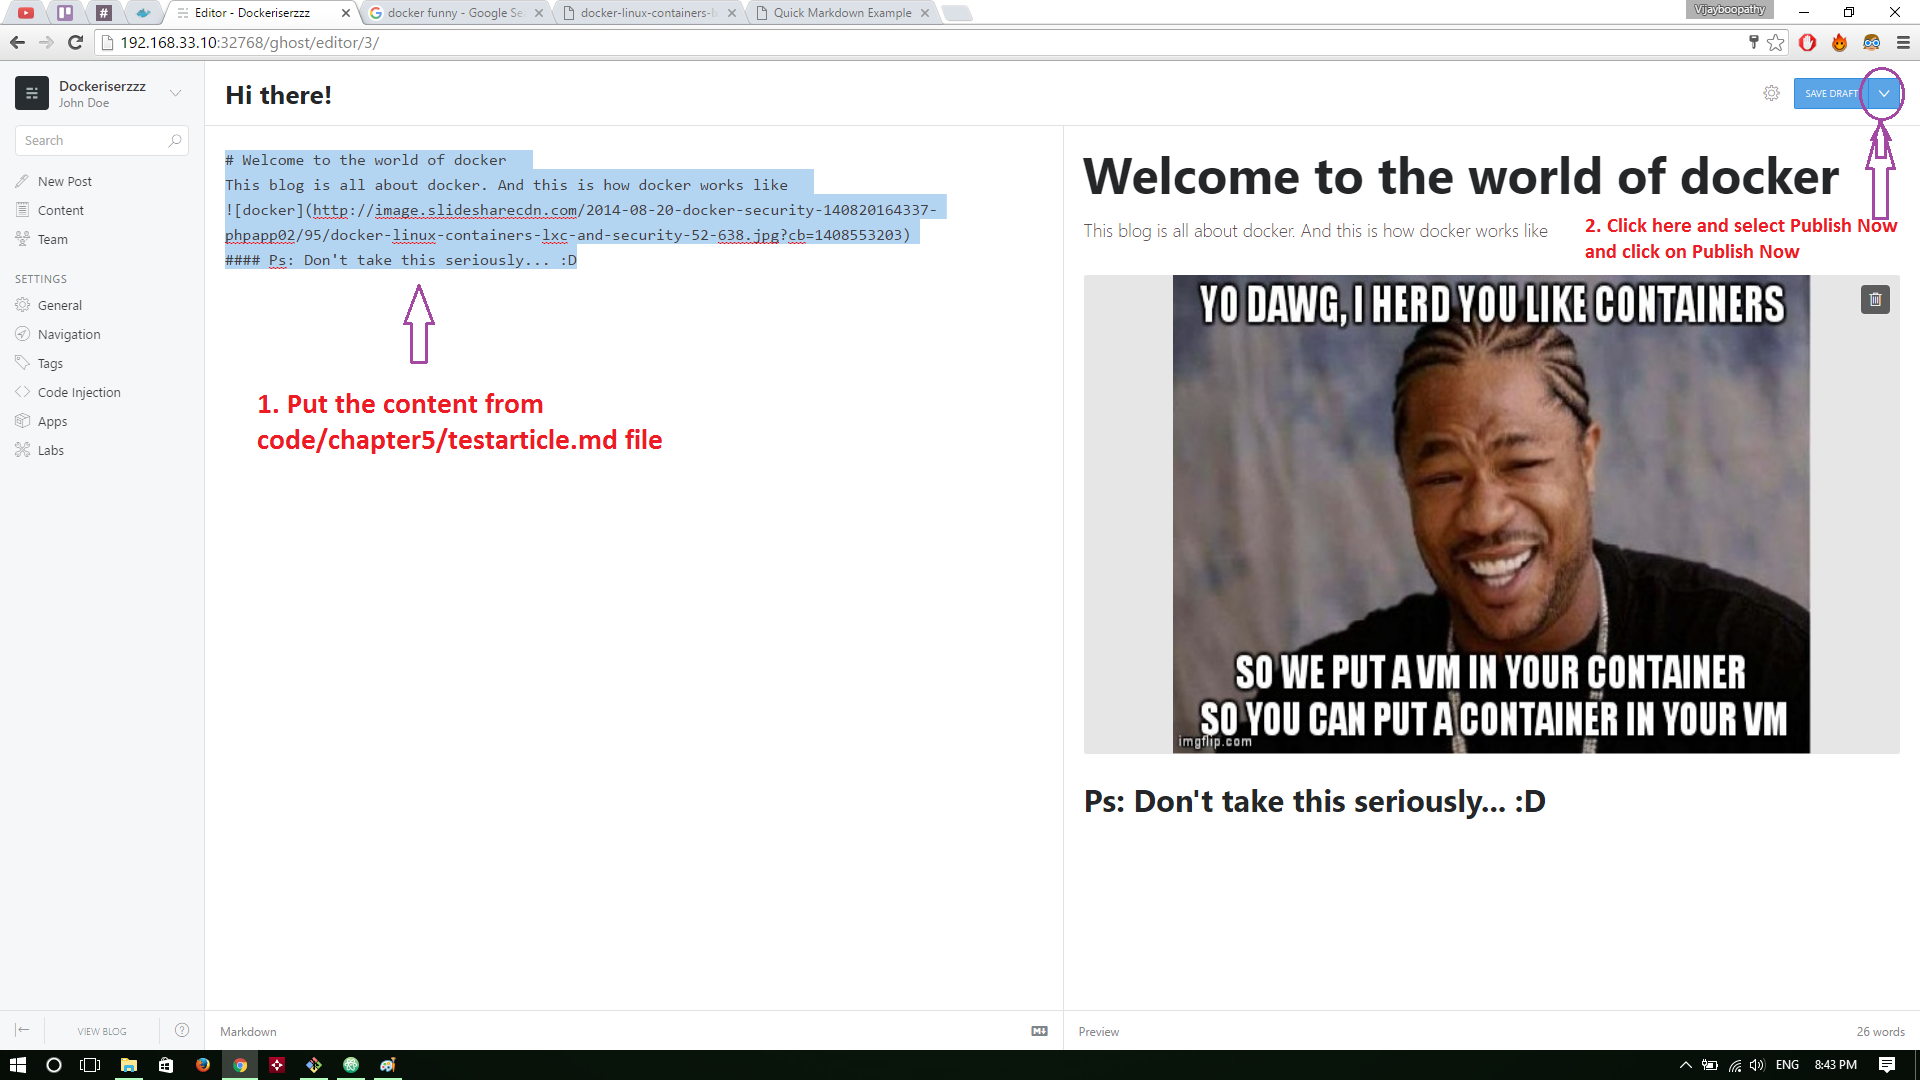 Editor - Dockeriserzzz
docker funny - Google Se
docker-linux-containers-b
Quick Markdown Example
Vijayboopathy
192.168.33.10:32768/ghost/editor/3/
Dockeriserzzz
John Doe
Search
New Post
Content
Team
SETTINGS
General
Navigation
Tags
Code Injection
Apps
Labs
VIEW BLOG
Hi there!
SAVE DRAFT
# Welcome to the world of docker
This blog is all about docker. And this is how docker works like
![docker](http://image.slidesharecdn.com/2014-08-20-docker-security-140820164337-
phpapp02/95/docker-linux-containers-lxc-and-security-52-638.jpg?cb=1408553203)
#### Ps: Don't take this seriously... :D
1. Put the content from
code/chapter5/testarticle.md file
Markdown
M
Welcome to the world of docker
This blog is all about docker. And this is how docker works like
2. Click here and select Publish Now
and click on Publish Now
YO DAWG, I HERD YOU LIKE CONTAINERS
SO WE PUT A VM IN YOUR CONTAINER
SO YOU CAN PUT A CONTAINER IN YOUR VM
imgflip.com
Ps: Don't take this seriously... :D
Preview
26 words
ENG
8:43 PM